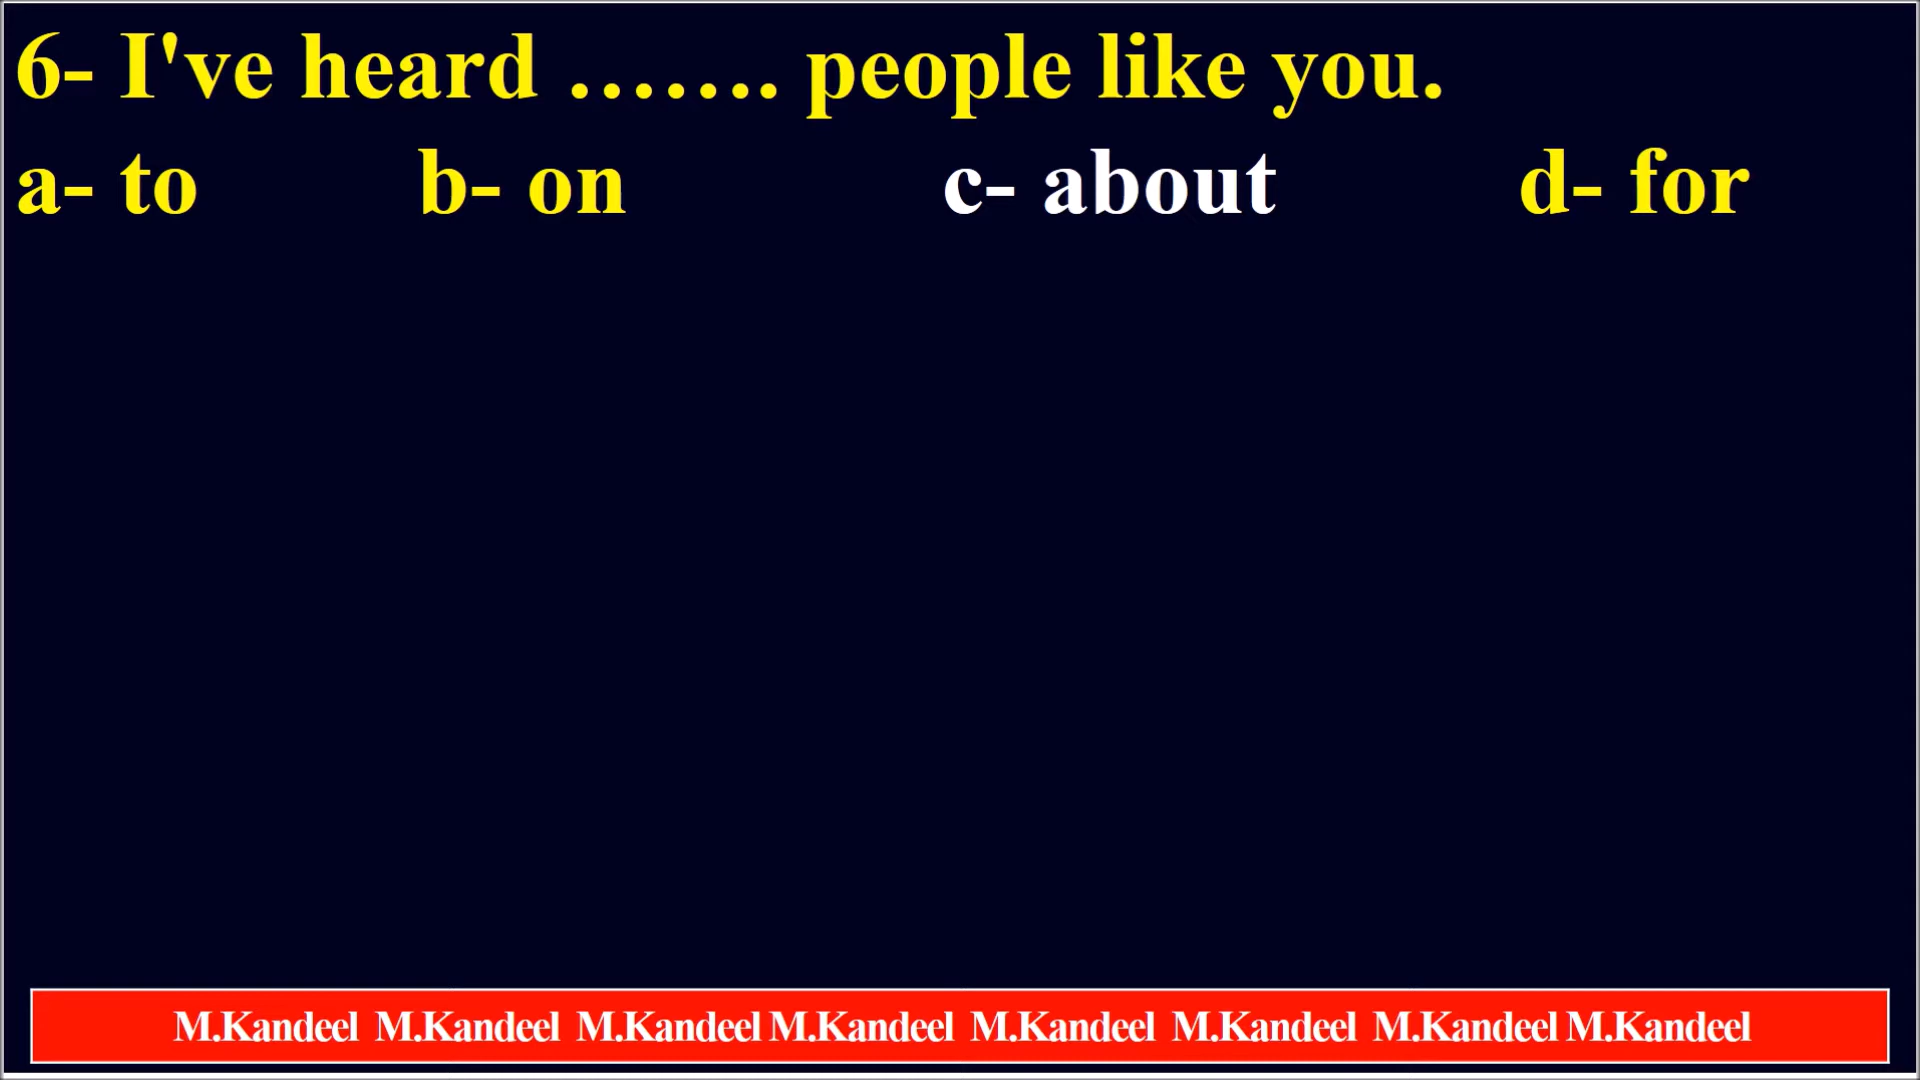 6- I've heard ....... people like you.
a- to b- on c- about d- for
M.Kandeel M.Kandeel M.Kandeel M.Kandeel M.Kandeel M.Kandeel M.Kandeel M.Kandeel